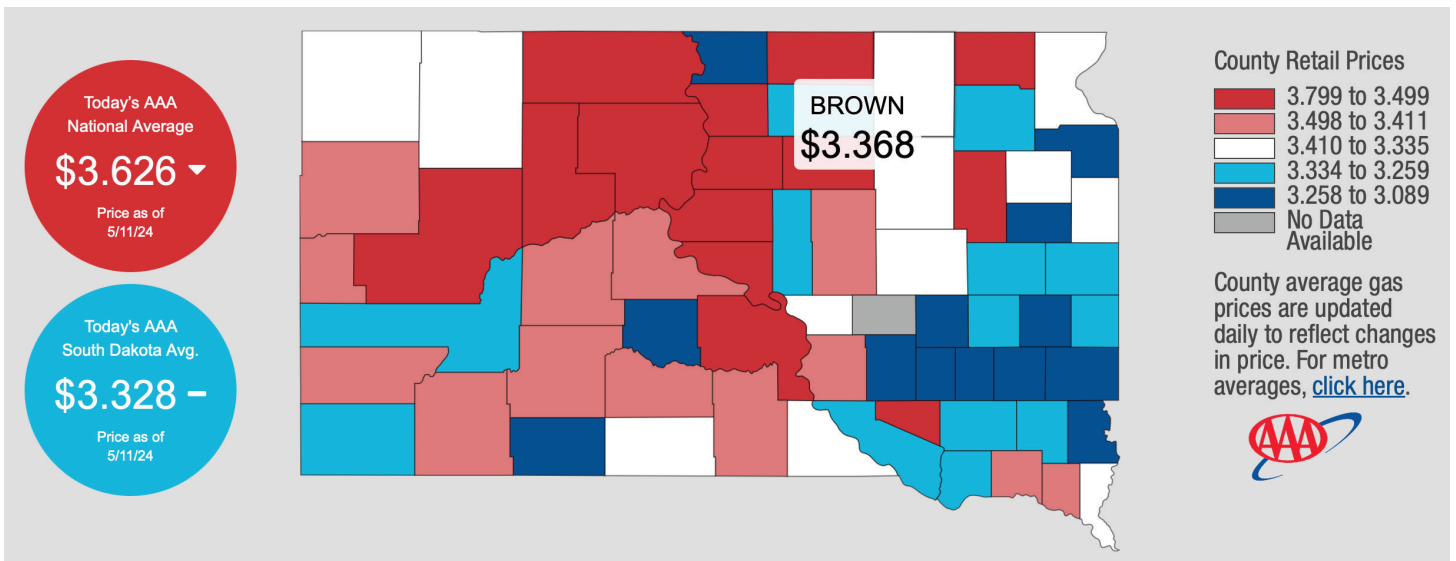 Today's AAA
National Average
$3.626
Price as of
5/11/24
Today's AAA
South Dakota Avg.
$3.328
Price as of
5/11/24
BROWN
$3.368
County Retail Prices
3.799 to 3.499
3.498 to 3.411
3.410 to 3.335
3.334 to 3.259
3.258 to 3.089
No Data
Available
County average gas
prices are updated
daily to reflect changes
in price. For metro
averages, click here.
AAA